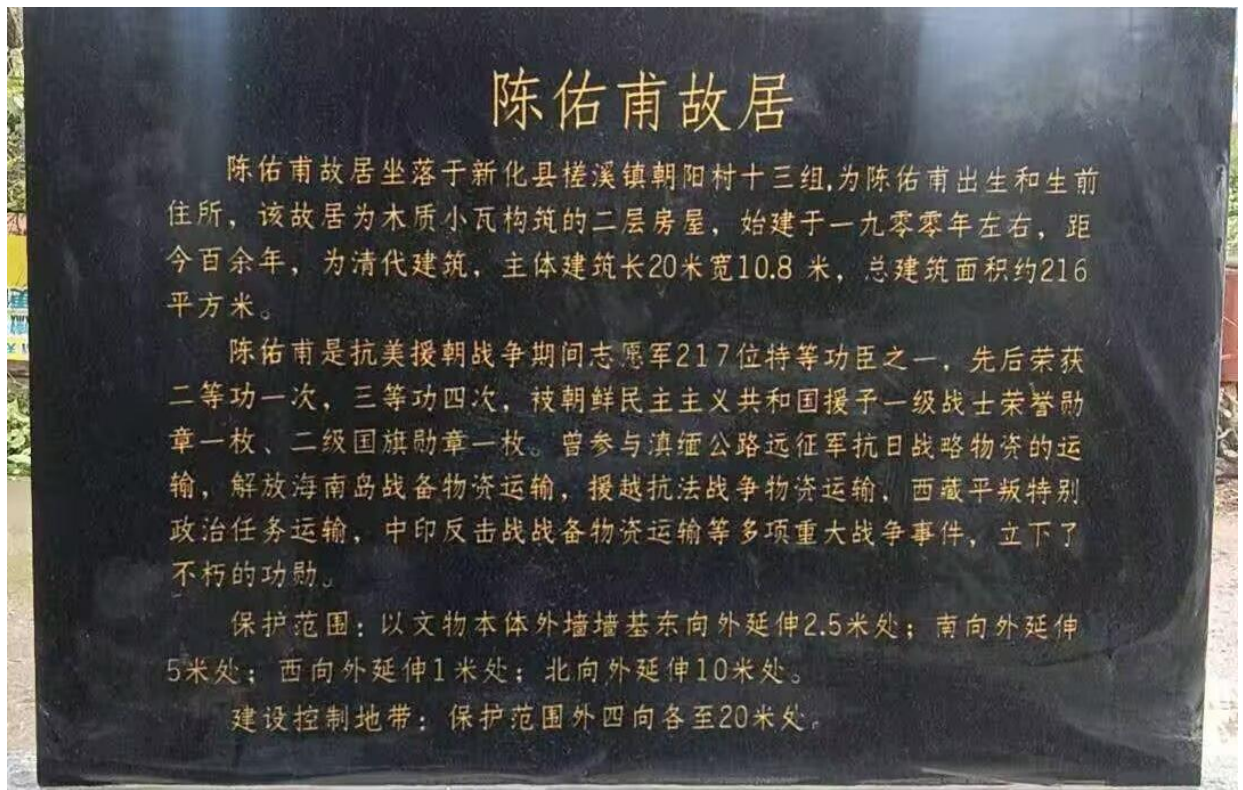 陈佑甫故居
陈佑甫故居坐落于新化县槎溪镇朝阳村十三组,为陈佑甫出生和生前
住所，该故居为木质小瓦构筑的二层房屋，始建于一九零零年左右，距
今百余年，为清代建筑，主体建筑长20米宽10.8 米，总建筑面积约216
平方米。
陈佑甫是抗美援朝战争期间志愿军217位特等功臣之一，先后荣获
二等功一次，三等功四次，被朝鲜民主主义共和国援予一级战士荣誉勋
章一枚、二级国旗勋章一枚。曾参与滇缅公路远征军抗日战略物资的运
输，解放海南岛战备物资运输，援越抗法战争物资运输，西藏平叛特别
政治任务运输，中印反击战战备物资运输等多项重大战争事件，立下了
不朽的功勋。
保护范围：以文物本体外墙墙基东向外延伸2.5米处；南向外延伸
5米处；西向外延伸1米处；北向外延伸10米处。
建设控制地带：保护范围外四向各至20米处。